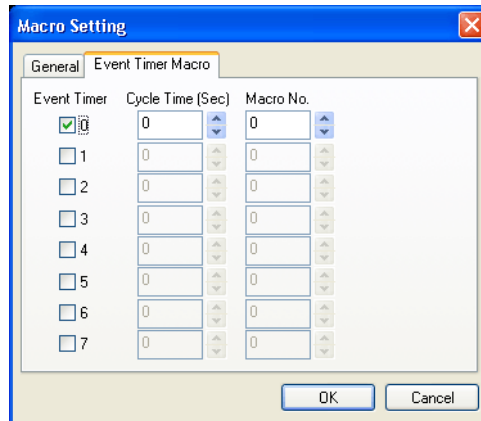 Macro Setting
General Event Timer Macro
Event Timer Cycle Time (Sec) Macro No.
0 0 0
1 0 0
2 0 0
3 0 0
4 0 0
5 0 0
6 0 0
7 0 0
OK Cancel